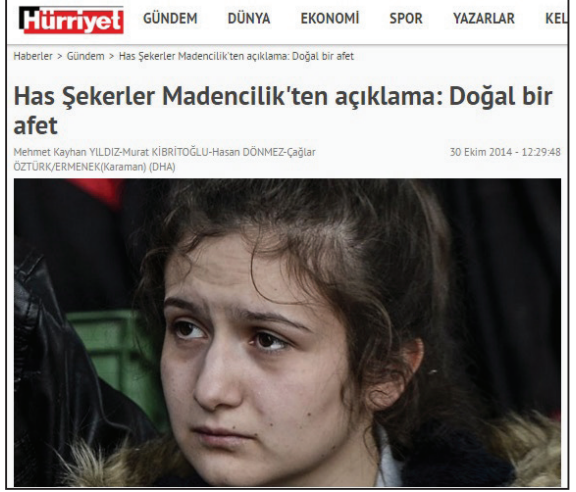 Hürriyet GÜNDEM DÜNYA EKONOMİ SPOR YAZARLAR KEL
Haberler > Gündem > Has Şekerler Madencilik'ten açıklama: Doğal bir afet
Has Şekerler Madencilik'ten açıklama: Doğal bir
afet
Mehmet Kayhan YILDIZ-Murat KİBRİTOĞLU-Hasan DÖNMEZ-Çağlar 30 Ekim 2014 - 12:29:48
ÖZTÜRK/ERMENEK(Karaman) (DHA)